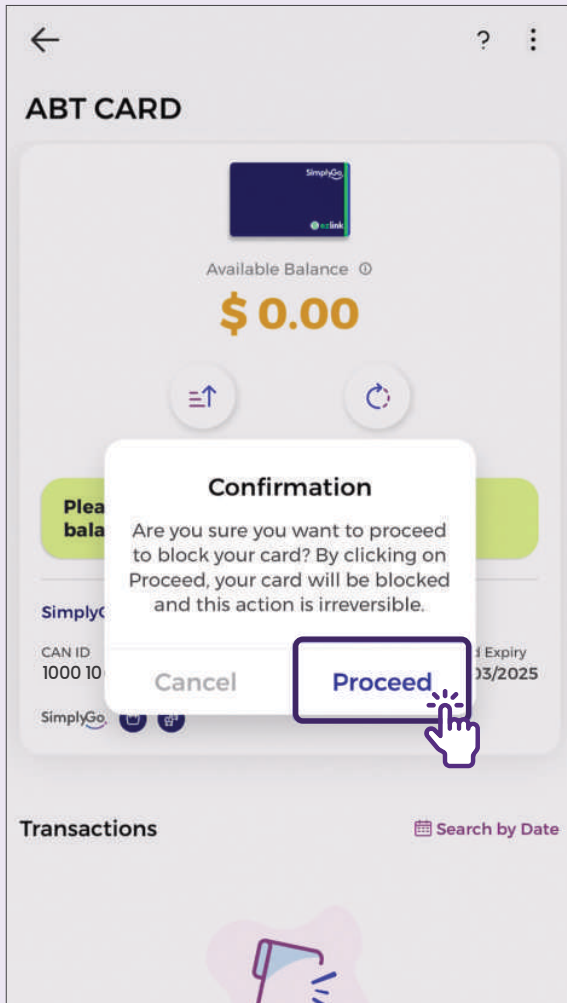 ?
ABT CARD
SimplyGo
ezlink
Available Balance
$ 0.00
Confirmation
Are you sure you want to proceed
to block your card? By clicking on
Proceed, your card will be blocked
and this action is irreversible.
Cancel
Proceed
Plea
bala
SimplyG
CAN ID
1000 10
d Expiry
03/2025
SimplyGo
Transactions
Search by Date